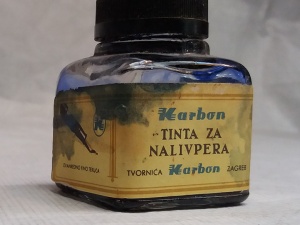 Karbon
TINTA ZA
NALIVPERA
TVORNICA Karbon ZAGREB